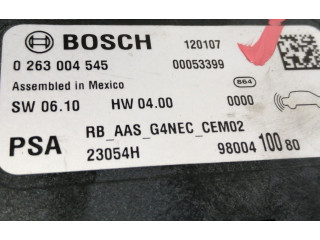 BOSCH 120107
0 263 004 545 00053399
Assembled in Mexico 864
SW 06.10 HW 04.00 0000
PSA RB_AAS_G4NEC_CEM02
23054H 98004 100 80